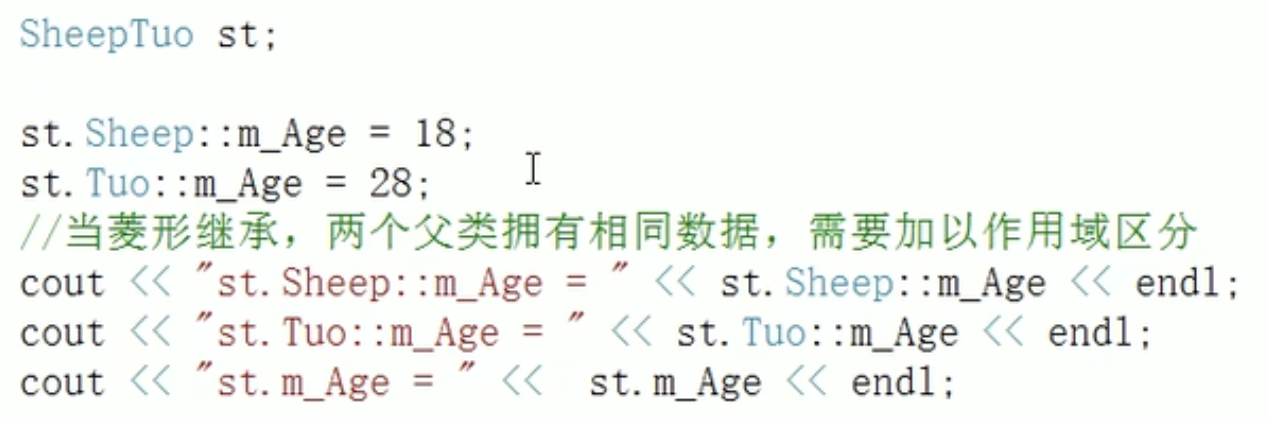 SheepTuo st;
st.Sheep::m_Age = 18;
st.Tuo::m_Age = 28;
//当菱形继承，两个父类拥有相同数据，需要加以作用域区分
cout << "st.Sheep::m_Age = " << st.Sheep::m_Age << endl;
cout << "st.Tuo::m_Age = " << st.Tuo::m_Age << endl;
cout << "st.m_Age = " << st.m_Age << endl;